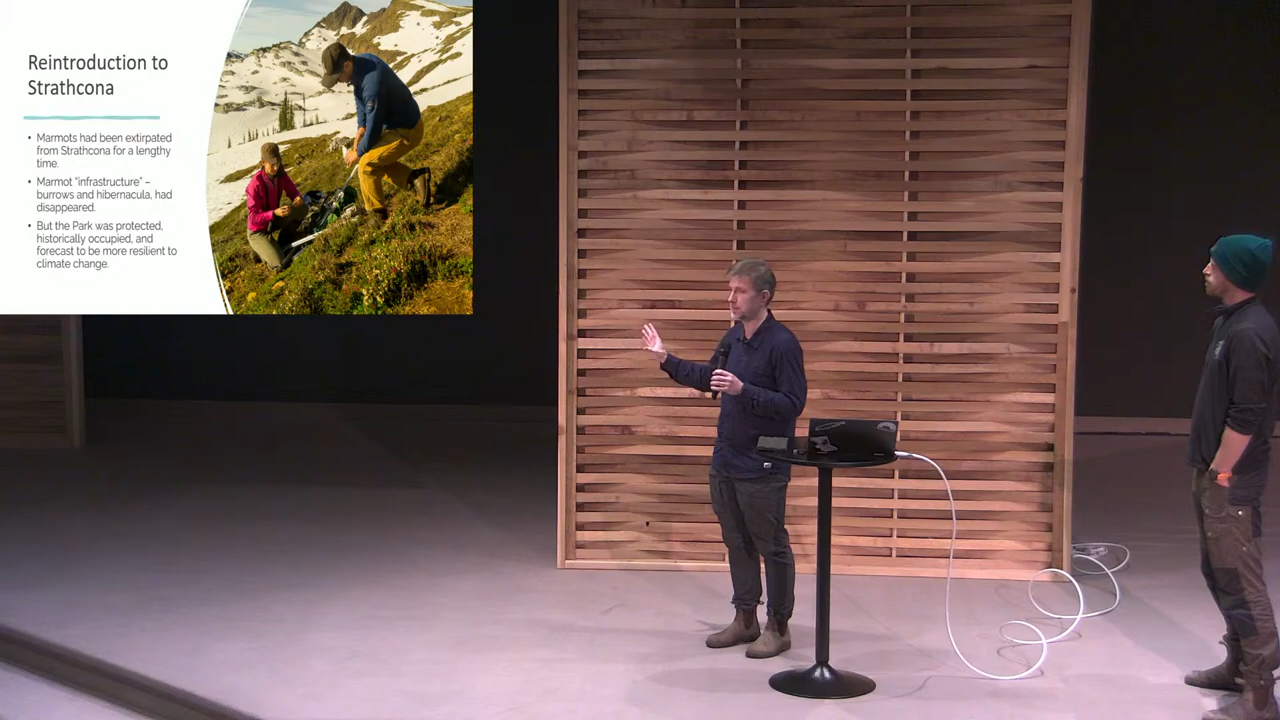 Reintroduction to
Strathcona
• Marmots had been extirpated
from Strathcona for a lengthy
time.
• Marmot "infrastructure" –
burrows and hibernacula, had
disappeared.
• But the Park was protected,
historically occupied, and
forecast to be more resilient to
climate change.